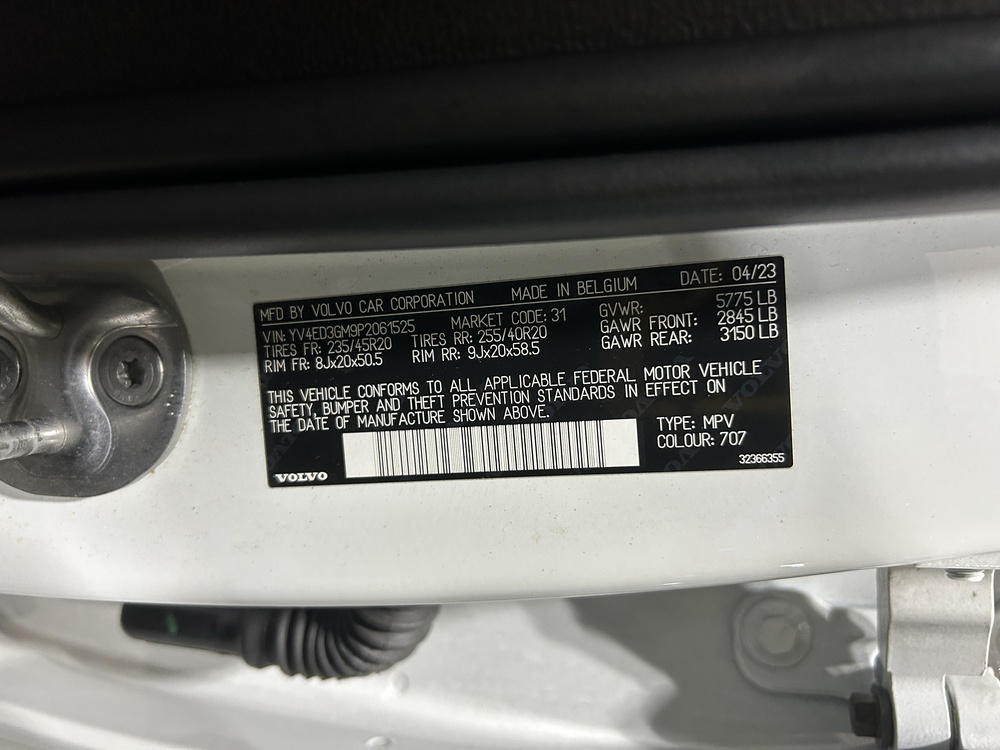 MFD BY VOLVO CAR CORPORATION MADE IN BELGIUM DATE: 04/23
VIN: YV4ED3GM9P2061525 MARKET CODE: 31 GVWR: 5775 LB
TIRES FR: 235/45R20 TIRES RR: 255/40R20 GAWR FRONT: 2845 LB
RIM FR: 8Jx20x50.5 RIM RR: 9Jx20x58.5 GAWR REAR: 3150 LB
THIS VEHICLE CONFORMS TO ALL APPLICABLE FEDERAL MOTOR VEHICLE
SAFETY, BUMPER AND THEFT PREVENTION STANDARDS IN EFFECT ON
THE DATE OF MANUFACTURE SHOWN ABOVE.
TYPE: MPV
COLOUR: 707
VOLVO
32366355